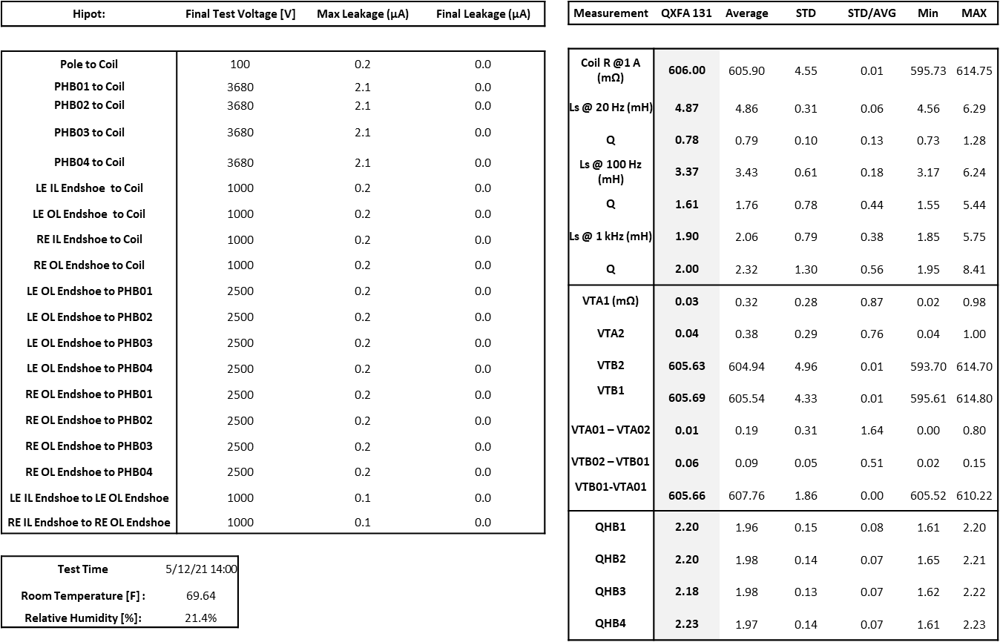 Hipot: Final Test Voltage [V] Max Leakage (µA) Final Leakage (µA)
Pole to Coil 100 0.2 0.0
PHB01 to Coil 3680 2.1 0.0
PHB02 to Coil 3680 2.1 0.0
PHB03 to Coil 3680 2.1 0.0
PHB04 to Coil 3680 2.1 0.0
LE IL Endshoe to Coil 1000 0.2 0.0
LE OL Endshoe to Coil 1000 0.2 0.0
RE IL Endshoe to Coil 1000 0.2 0.0
RE OL Endshoe to Coil 1000 0.2 0.0
LE OL Endshoe to PHB01 2500 0.2 0.0
LE OL Endshoe to PHB02 2500 0.2 0.0
LE OL Endshoe to PHB03 2500 0.2 0.0
LE OL Endshoe to PHB04 2500 0.2 0.0
RE OL Endshoe to PHB01 2500 0.2 0.0
RE OL Endshoe to PHB02 2500 0.2 0.0
RE OL Endshoe to PHB03 2500 0.2 0.0
RE OL Endshoe to PHB04 2500 0.2 0.0
LE IL Endshoe to LE OL Endshoe 1000 0.1 0.0
RE IL Endshoe to RE OL Endshoe 1000 0.1 0.0
Test Time 5/12/21 14:00
Room Temperature [F] : 69.64
Relative Humidity [%]: 21.4%
Measurement QXFA 131 Average STD STD/AVG Min MAX
Coil R @1 A
(mΩ) 606.00 605.90 4.55 0.01 595.73 614.75
Ls @ 20 Hz (mH) 4.87 4.86 0.31 0.06 4.56 6.29
Q 0.78 0.79 0.10 0.13 0.73 1.28
Ls @ 100 Hz
(mH) 3.37 3.43 0.61 0.18 3.17 6.24
Q 1.61 1.76 0.78 0.44 1.55 5.44
Ls @ 1 kHz (mH) 1.90 2.06 0.79 0.38 1.85 5.75
Q 2.00 2.32 1.30 0.56 1.95 8.41
VTA1 (mΩ) 0.03 0.32 0.28 0.87 0.02 0.98
VTA2 0.04 0.38 0.29 0.76 0.04 1.00
VTB2 605.63 604.94 4.96 0.01 593.70 614.70
VTB1 605.69 605.54 4.33 0.01 595.61 614.80
VTA01 – VTA02 0.01 0.19 0.31 1.64 0.00 0.80
VTB02 – VTB01 0.06 0.09 0.05 0.51 0.02 0.15
VTB01-VTA01 605.66 607.76 1.86 0.00 605.52 610.22
QHB1 2.20 1.96 0.15 0.08 1.61 2.20
QHB2 2.20 1.98 0.14 0.07 1.65 2.21
QHB3 2.18 1.98 0.13 0.07 1.62 2.22
QHB4 2.23 1.97 0.14 0.07 1.61 2.23